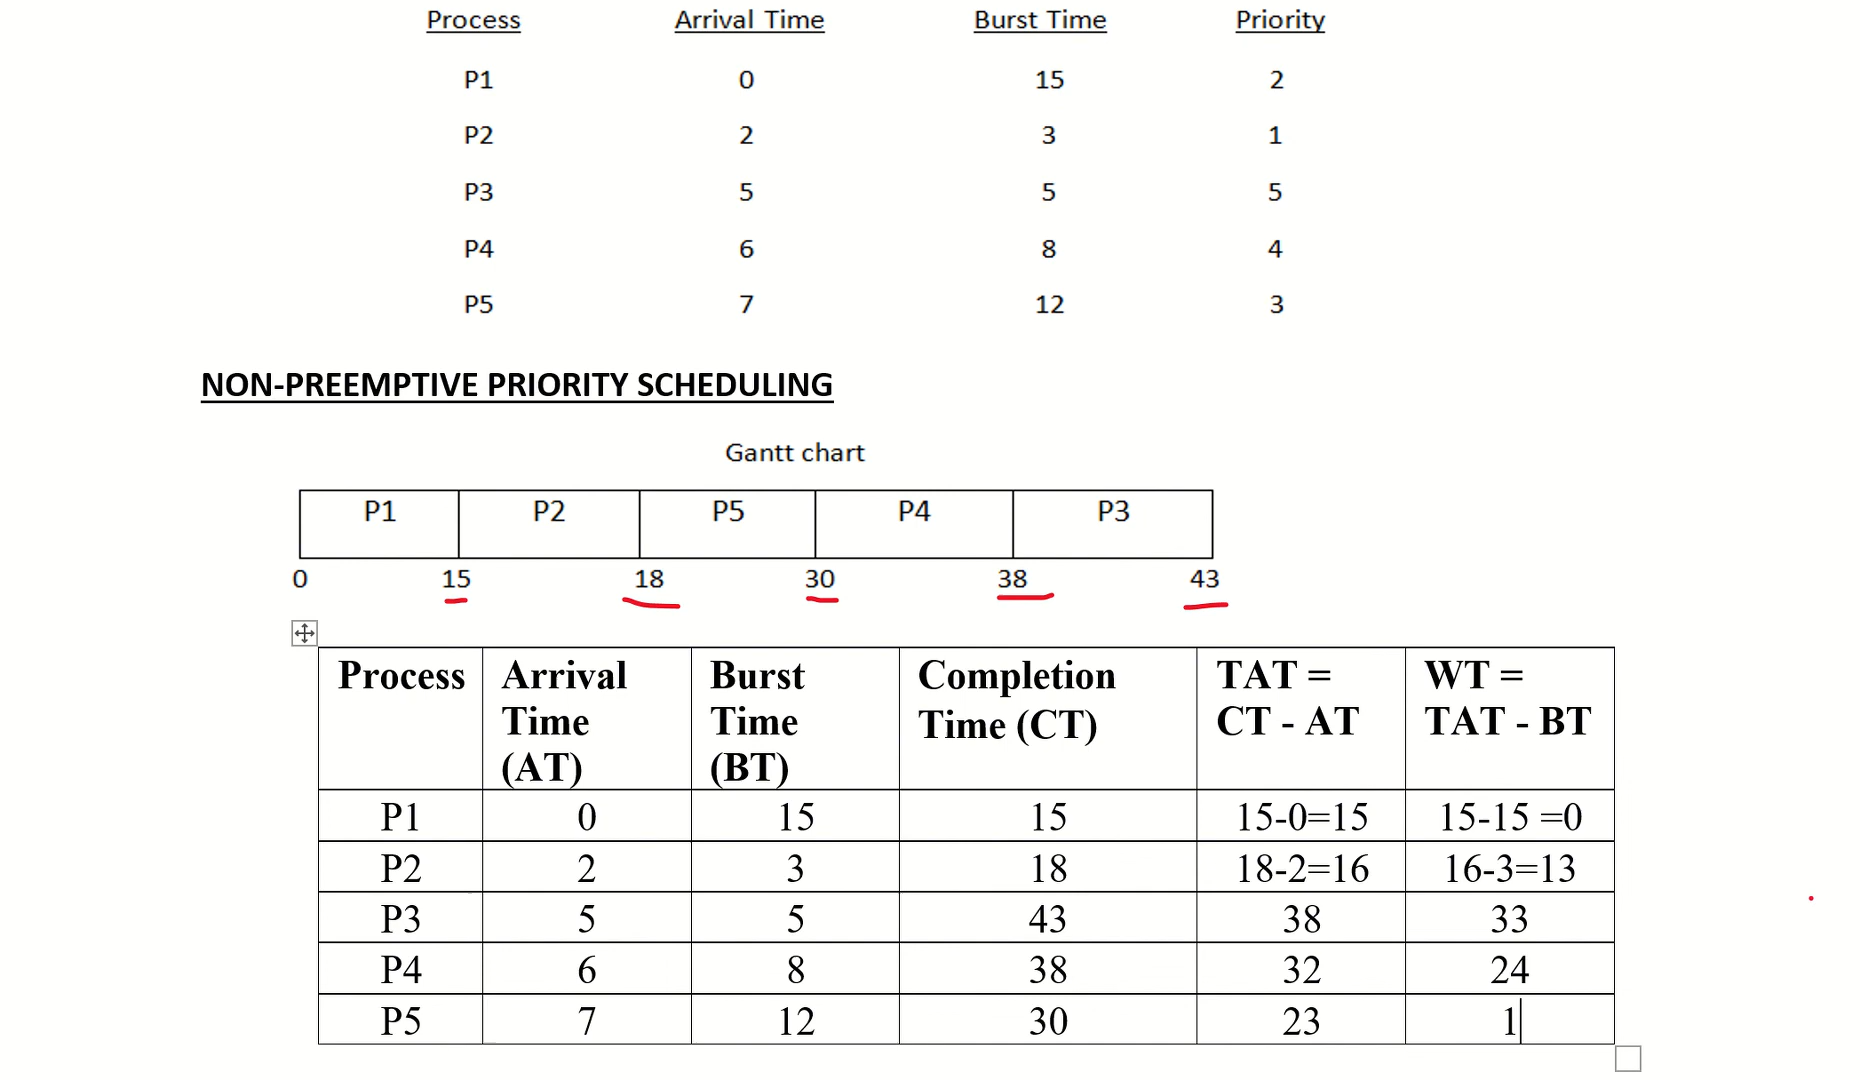 Process Arrival Time Burst Time Priority
P1 0 15 2
P2 2 3 1
P3 5 5 5
P4 6 8 4
P5 7 12 3
NON-PREEMPTIVE PRIORITY SCHEDULING
Gantt chart
P1 P2 P5 P4 P3
0 15 18 30 38 43
Process Arrival Time (AT) Burst Time (BT) Completion Time (CT) TAT = CT - AT WT = TAT - BT
P1 0 15 15 15-0=15 15-15 =0
P2 2 3 18 18-2=16 16-3=13
P3 5 5 43 38 33
P4 6 8 38 32 24
P5 7 12 30 23 1